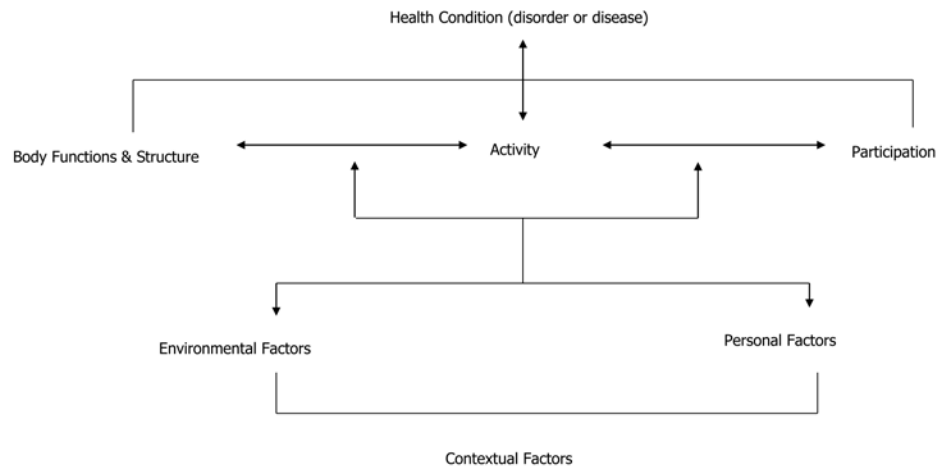 Health Condition (disorder or disease)
Body Functions & Structure
Activity
Participation
Environmental Factors
Personal Factors
Contextual Factors